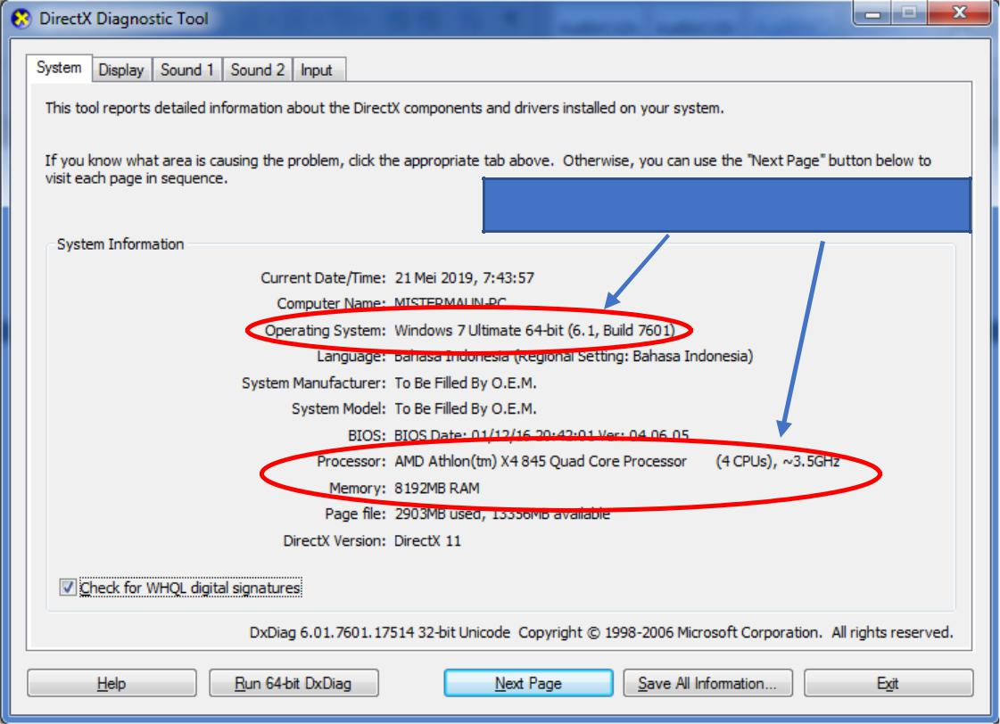 DirectX Diagnostic Tool
System Display Sound 1 Sound 2 Input
This tool reports detailed information about the DirectX components and drivers installed on your system.
If you know what area is causing the problem, click the appropriate tab above. Otherwise, you can use the "Next Page" button below to
visit each page in sequence.
System Information
Current Date/Time: 21 Mei 2019, 7:43:57
Computer Name: MISTERMAUN-PC
Operating System: Windows 7 Ultimate 64-bit (6.1, Build 7601)
Language: Bahasa Indonesia (Regional Setting: Bahasa Indonesia)
System Manufacturer: To Be Filled By O.E.M.
System Model: To Be Filled By O.E.M.
BIOS: BIOS Date: 01/12/16 20:42:01 Ver: 04.06.05
Processor: AMD Athlon(tm) X4 845 Quad Core Processor (4 CPUs), ~3.5GHz
Memory: 8192MB RAM
Page file: 2903MB used, 13356MB available
DirectX Version: DirectX 11
Check for WHQL digital signatures
DxDiag 6.01.7601.17514 32-bit Unicode Copyright © 1998-2006 Microsoft Corporation. All rights reserved.
Help Run 64-bit DxDiag Next Page Save All Information... Exit